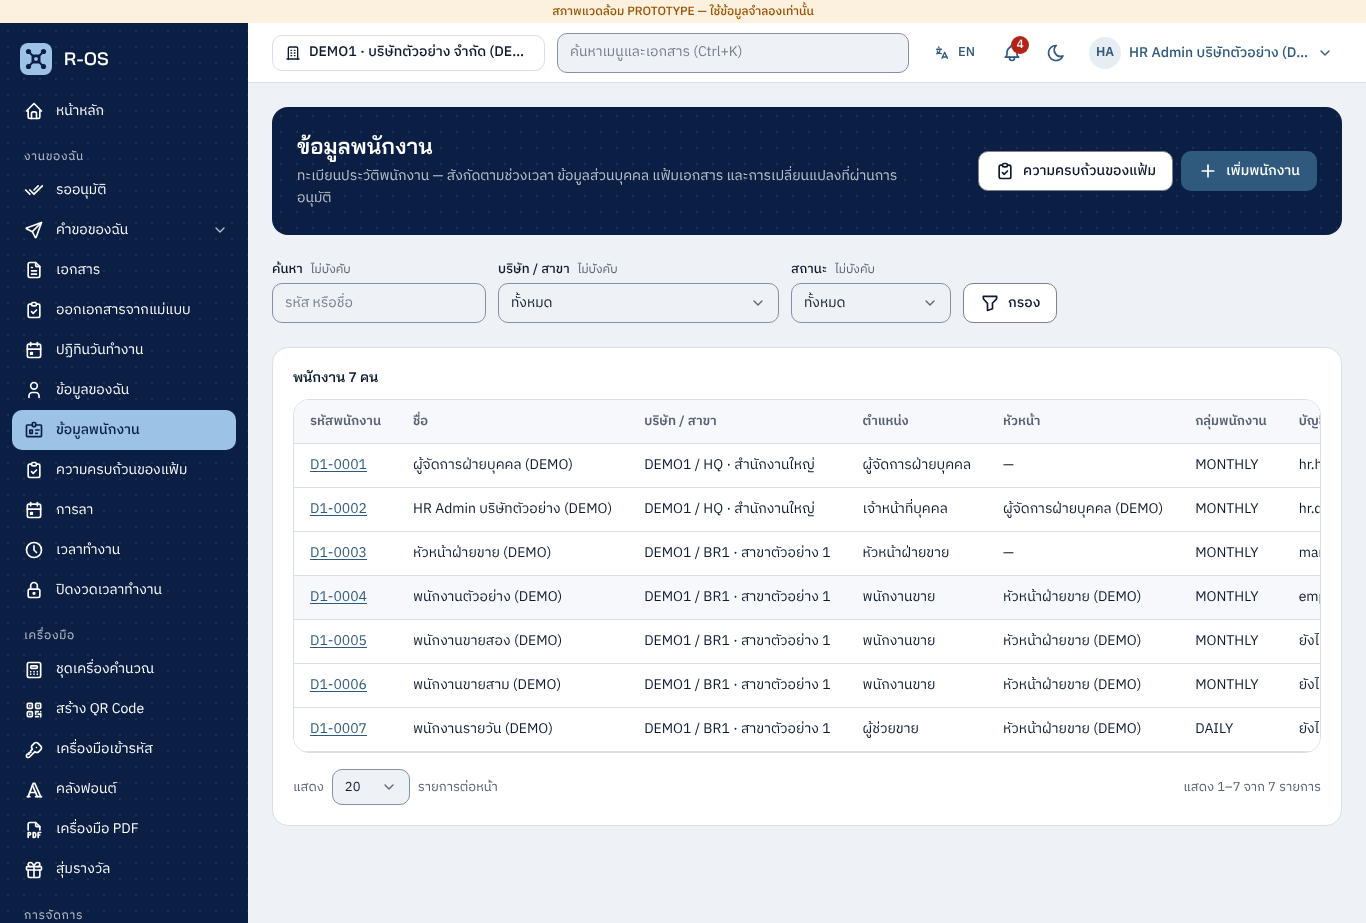 สภาพแวดล้อม PROTOTYPE — ใช้ข้อมูลจำลองเท่านั้น
R-OS
หน้าหลัก
งานของฉัน
รออนุมัติ
คำขอของฉัน
เอกสาร
ออกเอกสารจากแม่แบบ
ปฏิทินวันทำงาน
ข้อมูลของฉัน
ข้อมูลพนักงาน
ความครบถ้วนของแฟ้ม
การลา
เวลาทำงาน
ปิดงวดเวลาทำงาน
เครื่องมือ
ชุดเครื่องคำนวณ
สร้าง QR Code
เครื่องมือเข้ารหัส
คลังฟอนต์
เครื่องมือ PDF
สุ่มรางวัล
การจัดการ
DEMO1 · บริษัทตัวอย่าง จำกัด (DE...
ค้นหาเมนูและเอกสาร (Ctrl+K)
EN
4
HA
HR Admin บริษัทตัวอย่าง (D...
ข้อมูลพนักงาน
ทะเบียนประวัติพนักงาน — สังกัดตามช่วงเวลา ข้อมูลส่วนบุคคล แฟ้มเอกสาร และการเปลี่ยนแปลงที่ผ่านการ
อนุมัติ
ความครบถ้วนของแฟ้ม
เพิ่มพนักงาน
ค้นหา ไม่บังคับ
บริษัท / สาขา ไม่บังคับ
สถานะ ไม่บังคับ
รหัส หรือชื่อ
ทั้งหมด
ทั้งหมด
กรอง
พนักงาน 7 คน
รหัสพนักงาน ชื่อ บริษัท / สาขา ตำแหน่ง หัวหน้า กลุ่มพนักงาน
D1-0001 ผู้จัดการฝ่ายบุคคล (DEMO) DEMO1 / HQ · สำนักงานใหญ่ ผู้จัดการฝ่ายบุคคล — MONTHLY
D1-0002 HR Admin บริษัทตัวอย่าง (DEMO) DEMO1 / HQ · สำนักงานใหญ่ เจ้าหน้าที่บุคคล ผู้จัดการฝ่ายบุคคล (DEMO) MONTHLY
D1-0003 หัวหน้าฝ่ายขาย (DEMO) DEMO1 / BR1 · สาขาตัวอย่าง 1 หัวหน้าฝ่ายขาย — MONTHLY
D1-0004 พนักงานตัวอย่าง (DEMO) DEMO1 / BR1 · สาขาตัวอย่าง 1 พนักงานขาย หัวหน้าฝ่ายขาย (DEMO) MONTHLY
D1-0005 พนักงานขายสอง (DEMO) DEMO1 / BR1 · สาขาตัวอย่าง 1 พนักงานขาย หัวหน้าฝ่ายขาย (DEMO) MONTHLY
D1-0006 พนักงานขายสาม (DEMO) DEMO1 / BR1 · สาขาตัวอย่าง 1 พนักงานขาย หัวหน้าฝ่ายขาย (DEMO) MONTHLY
D1-0007 พนักงานรายวัน (DEMO) DEMO1 / BR1 · สาขาตัวอย่าง 1 ผู้ช่วยขาย หัวหน้าฝ่ายขาย (DEMO) DAILY
แสดง 20 รายการต่อหน้า
แสดง 1–7 จาก 7 รายการ